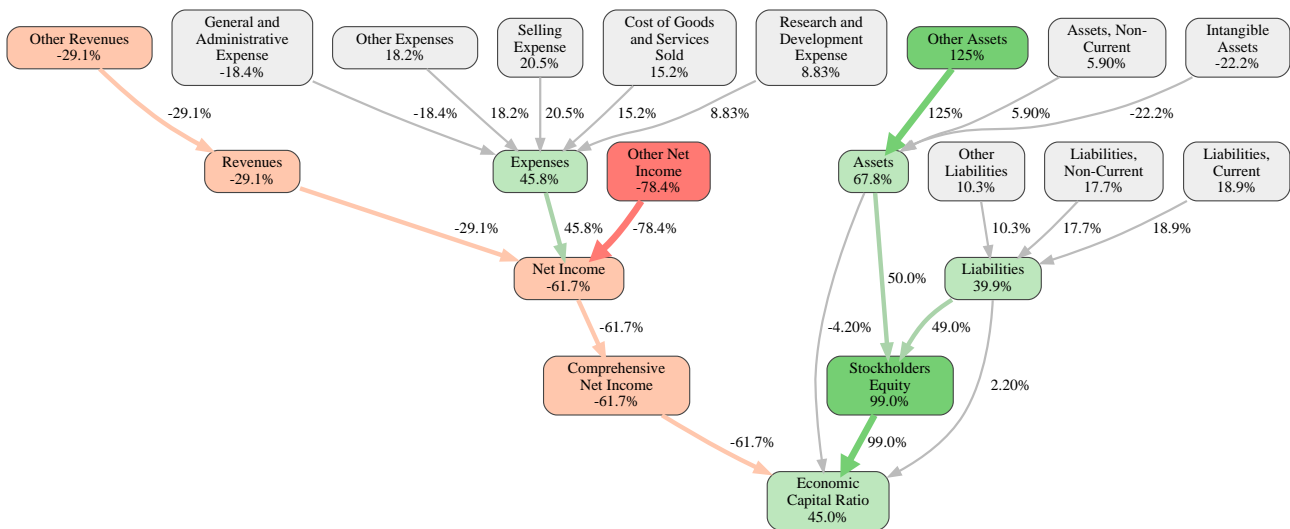 Other Revenues
-29.1%
General and
Administrative
Expense
-18.4%
Other Expenses
18.2%
Selling
Expense
20.5%
Cost of Goods
and Services
Sold
15.2%
Research and
Development
Expense
8.83%
Other Assets
125%
Assets, Non-
Current
5.90%
Intangible
Assets
-22.2%
-29.1%
-18.4%
18.2%
20.5%
15.2%
8.83%
125%
5.90%
-22.2%
Revenues
-29.1%
Expenses
45.8%
Other Net
Income
-78.4%
Assets
67.8%
Other
Liabilities
10.3%
Liabilities,
Non-Current
17.7%
Liabilities,
Current
18.9%
-29.1%
45.8%
-78.4%
10.3%
17.7%
18.9%
Net Income
-61.7%
50.0%
Liabilities
39.9%
-61.7%
-4.20%
49.0%
Comprehensive
Net Income
-61.7%
Stockholders
Equity
99.0%
2.20%
-61.7%
99.0%
Economic
Capital Ratio
45.0%